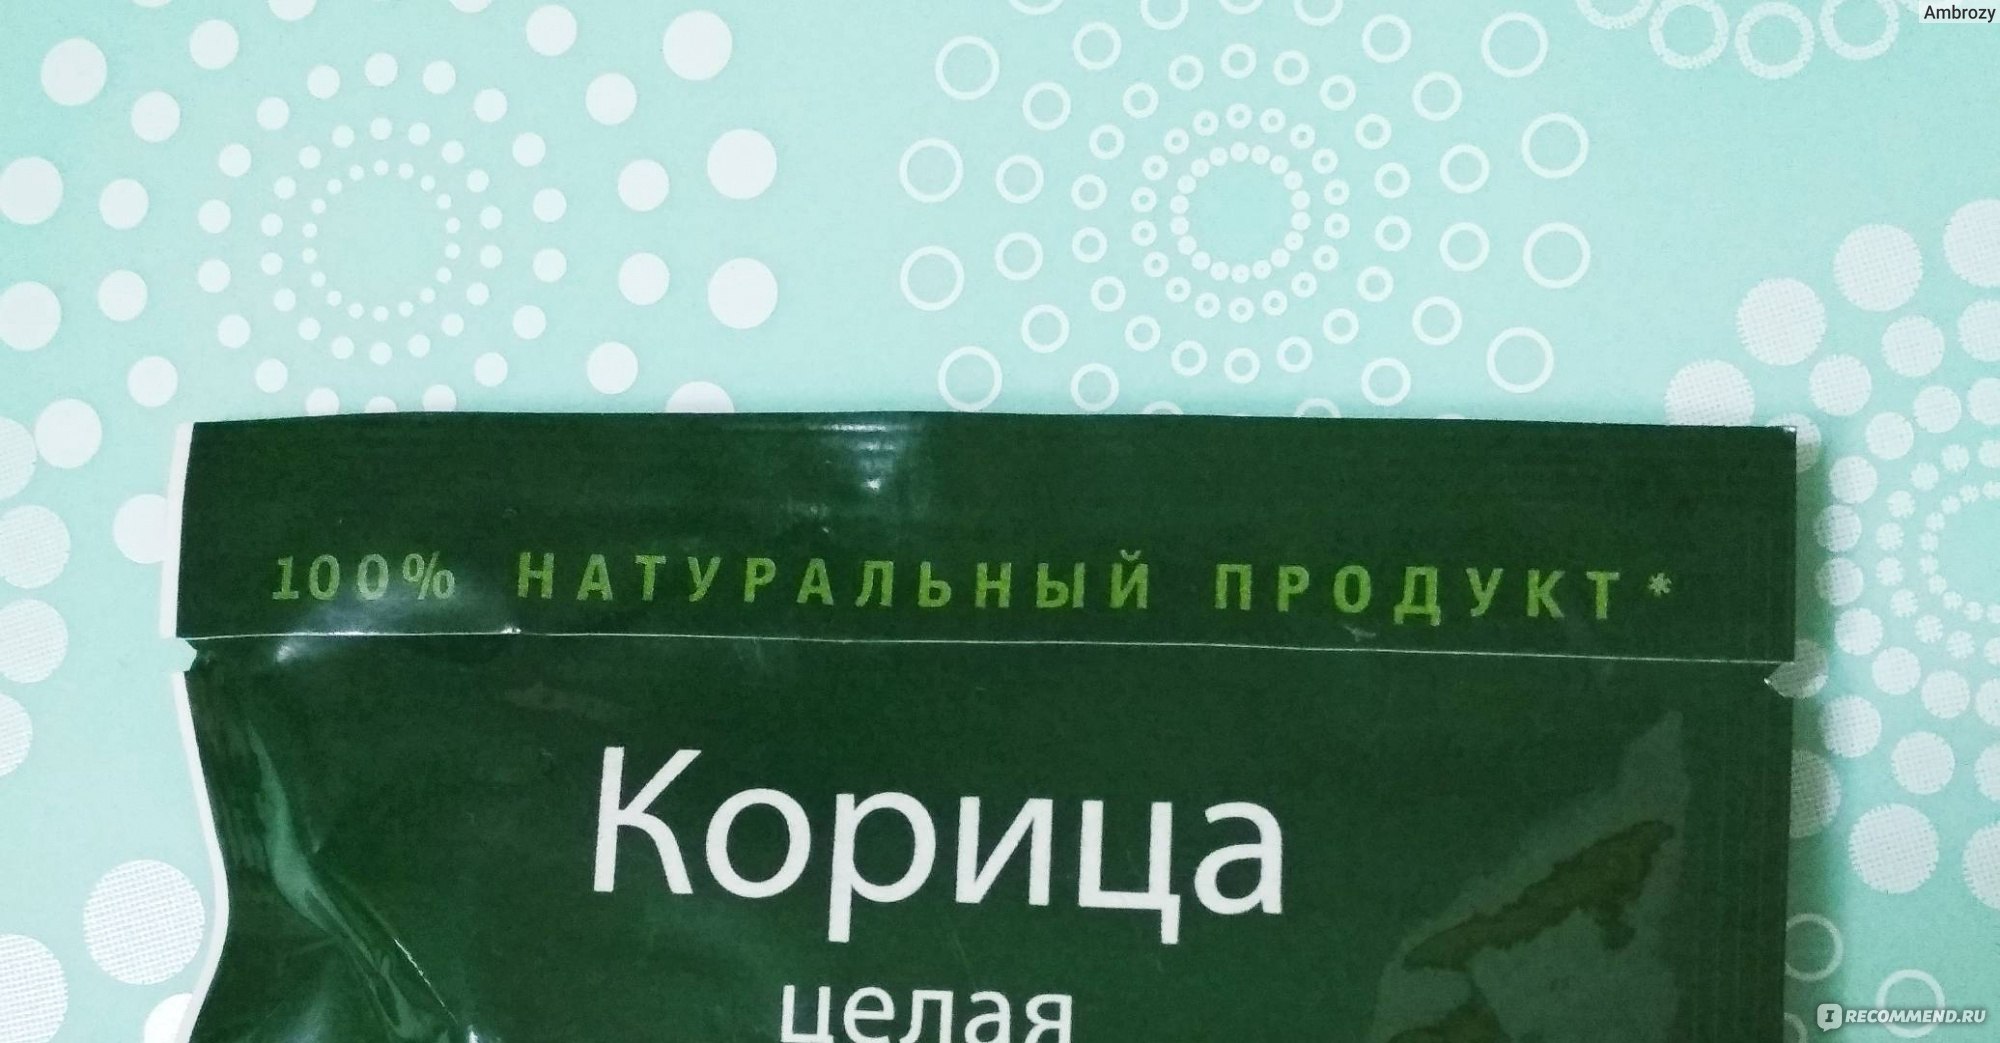 Ambrozy
100% НАТУРАЛЬНЫЙ ПРОДУКТ*
Корица
целая
IRECOMMEND.RU